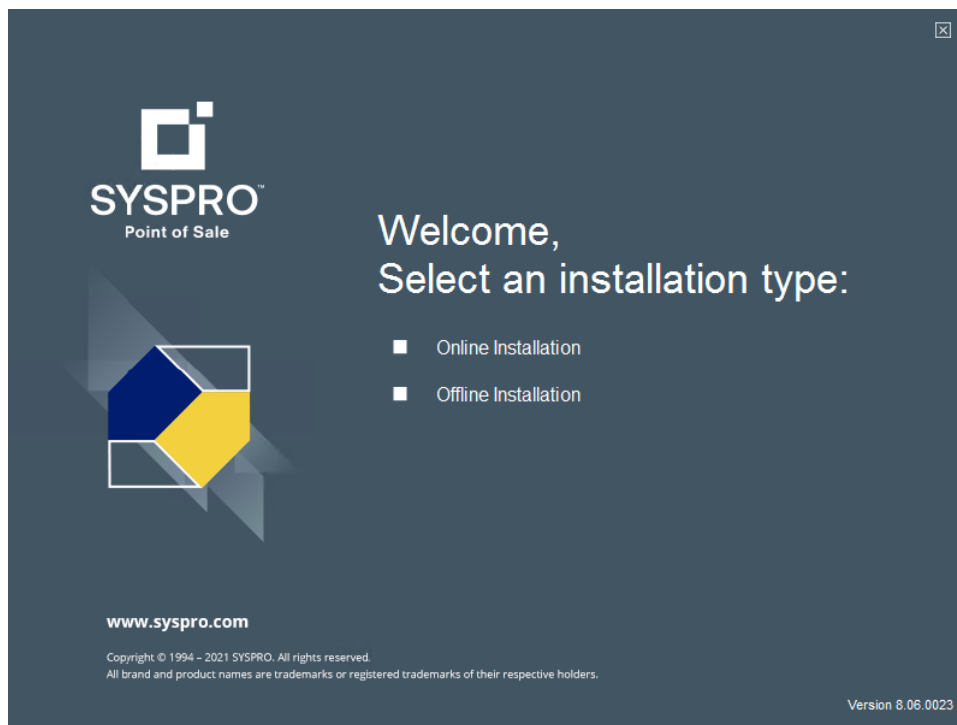 SYSPRO™
Point of Sale
Welcome,
Select an installation type:
Online Installation
Offline Installation
www.syspro.com
Copyright © 1994 – 2021 SYSPRO. All rights reserved.
All brand and product names are trademarks or registered trademarks of their respective holders.
Version 8.06.0023